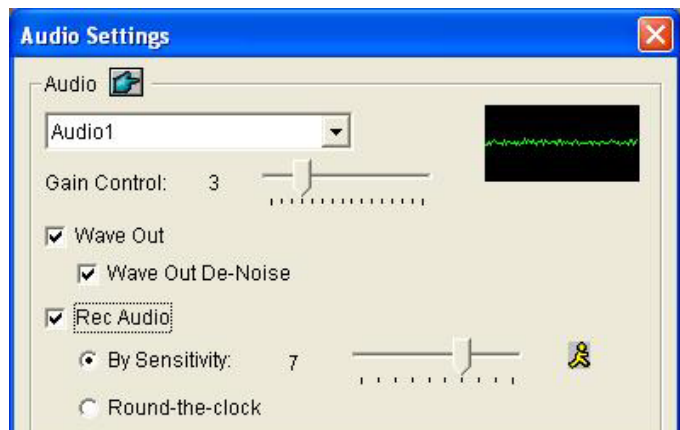 Audio Settings
Audio
Audio1
Gain Control: 3
Wave Out
Wave Out De-Noise
Rec Audio
By Sensitivity: 7
Round-the-clock